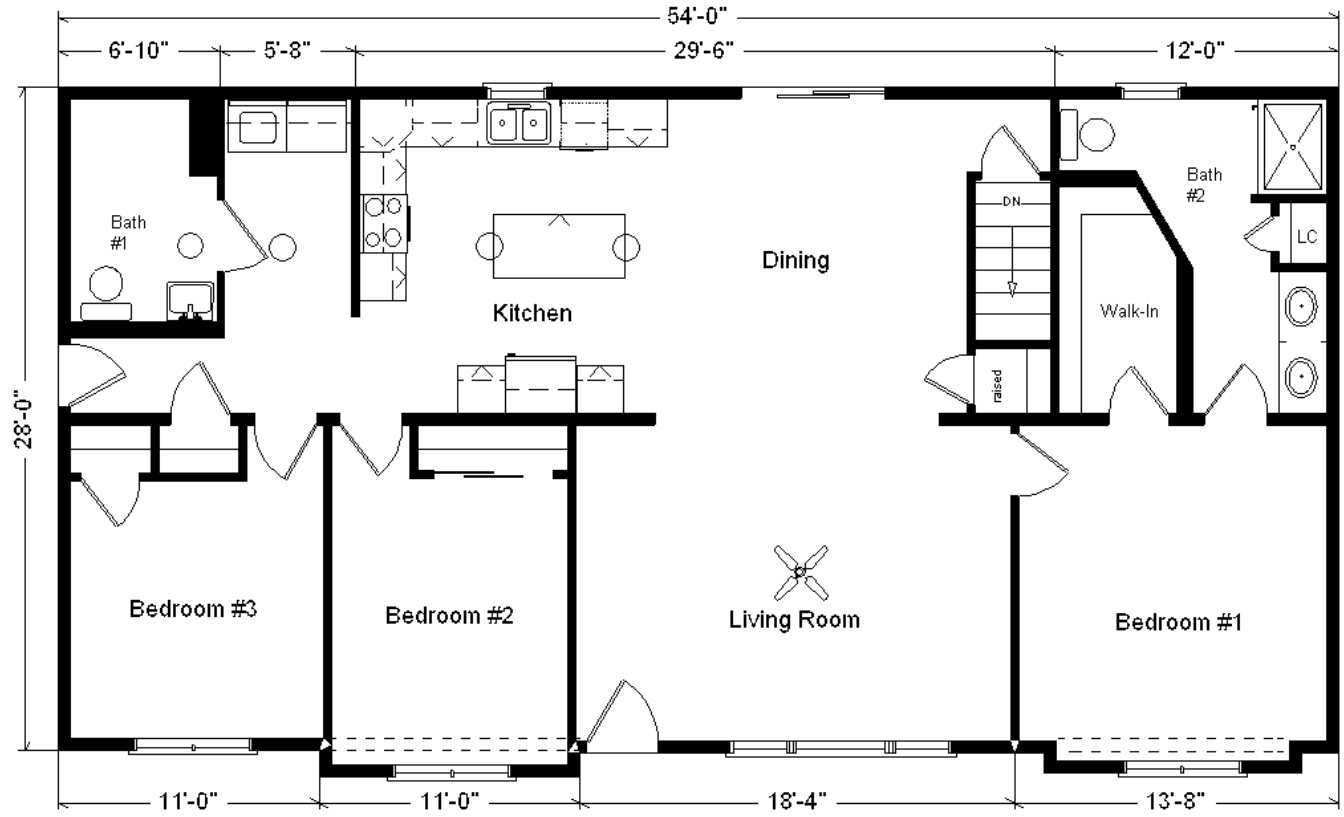 54'-0"
6'-10" 5'-8" 29'-6" 12'-0"
Bath
#1
DN
Bath
#2
LC
Dining
Kitchen
Walk-In
raised
28'-0"
Bedroom #3
Bedroom #2
Living Room
Bedroom #1
11'-0" 11'-0" 18'-4" 13'-8"